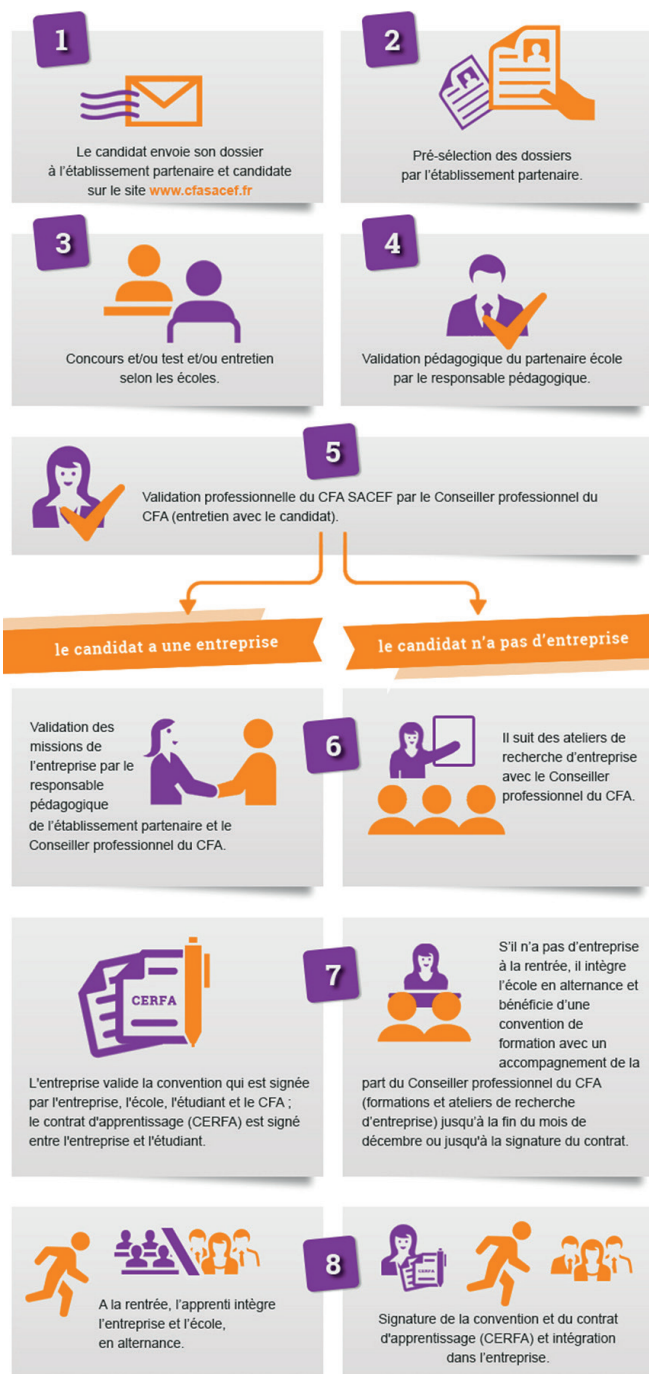 1
Le candidat envoie son dossier
à l'établissement partenaire et candidate
sur le site www.cfasacef.fr
2
Pré-sélection des dossiers
par l'établissement partenaire.
3
Concours et/ou test et/ou entretien
selon les écoles.
4
Validation pédagogique du partenaire école
par le responsable pédagogique.
5
Validation professionnelle du CFA SACEF par le Conseiller professionnel du
CFA (entretien avec le candidat).
le candidat a une entreprise
le candidat n'a pas d'entreprise
6
Validation des
missions de
l'entreprise par le
responsable
pédagogique
de l'établissement partenaire et le
Conseiller professionnel du CFA.
Il suit des ateliers de
recherche d'entreprise
avec le Conseiller
professionnel du CFA.
7
CERFA
L'entreprise valide la convention qui est signée
par l'entreprise, l'école, l'étudiant et le CFA ;
le contrat d'apprentissage (CERFA) est signé
entre l'entreprise et l'étudiant.
S'il n'a pas d'entreprise
à la rentrée, il intègre
l'école en alternance et
bénéficie d'une
convention de
formation avec un
accompagnement de la
part du Conseiller professionnel du CFA
(formations et ateliers de recherche
d'entreprise) jusqu'à la fin du mois de
décembre ou jusqu'à la signature du contrat.
8
A la rentrée, l'apprenti intègre
l'entreprise et l'école,
en alternance.
CERFA
Signature de la convention et du contrat
d'apprentissage (CERFA) et intégration
dans l'entreprise.